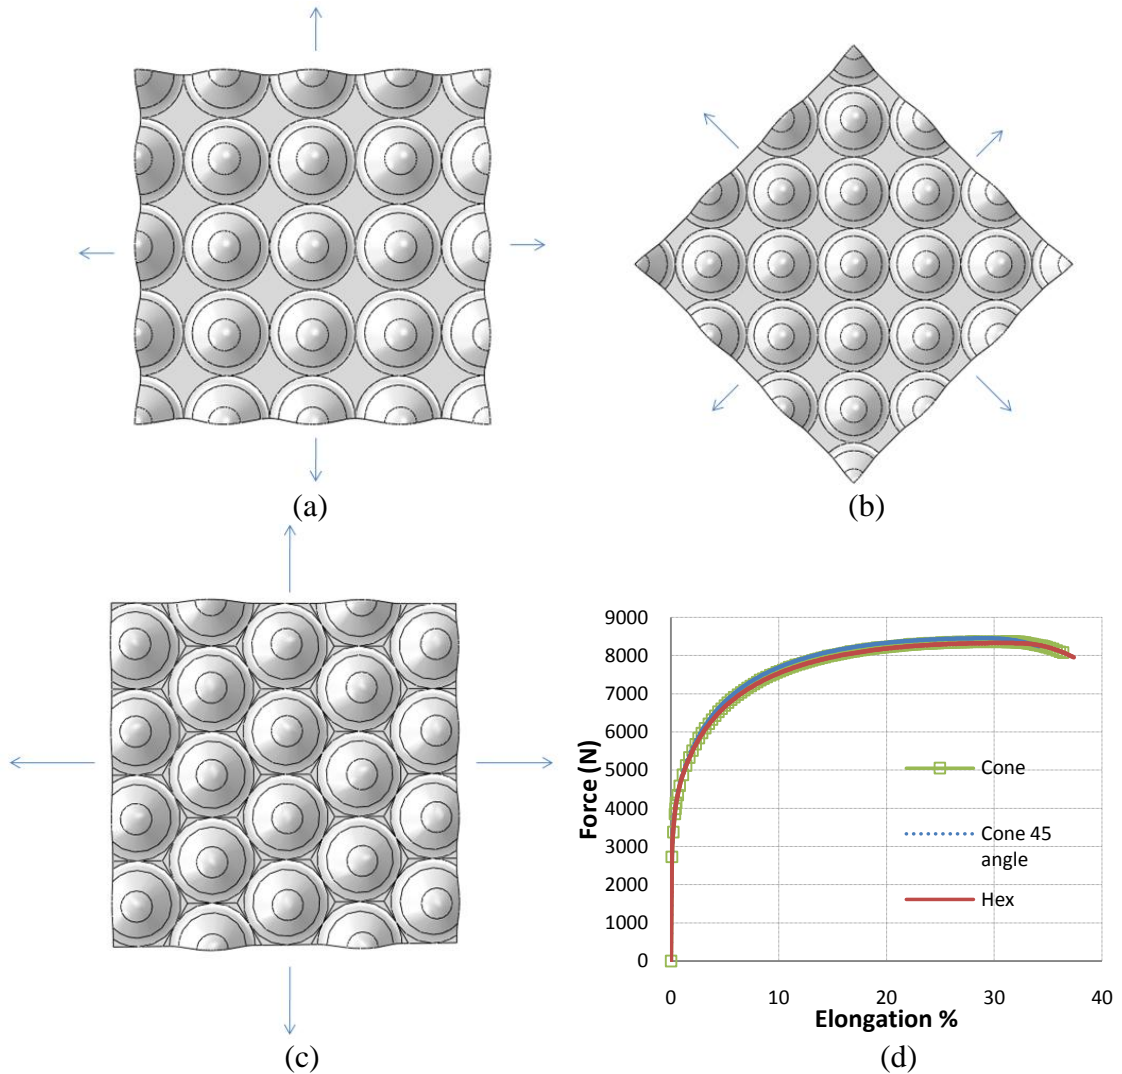 (a)
(b)
(c)
9000
8000
7000
6000
5000
4000
3000
2000
1000
0
Force (N)
Cone
Cone 45
angle
Hex
0 10 20 30 40
Elongation %
(d)